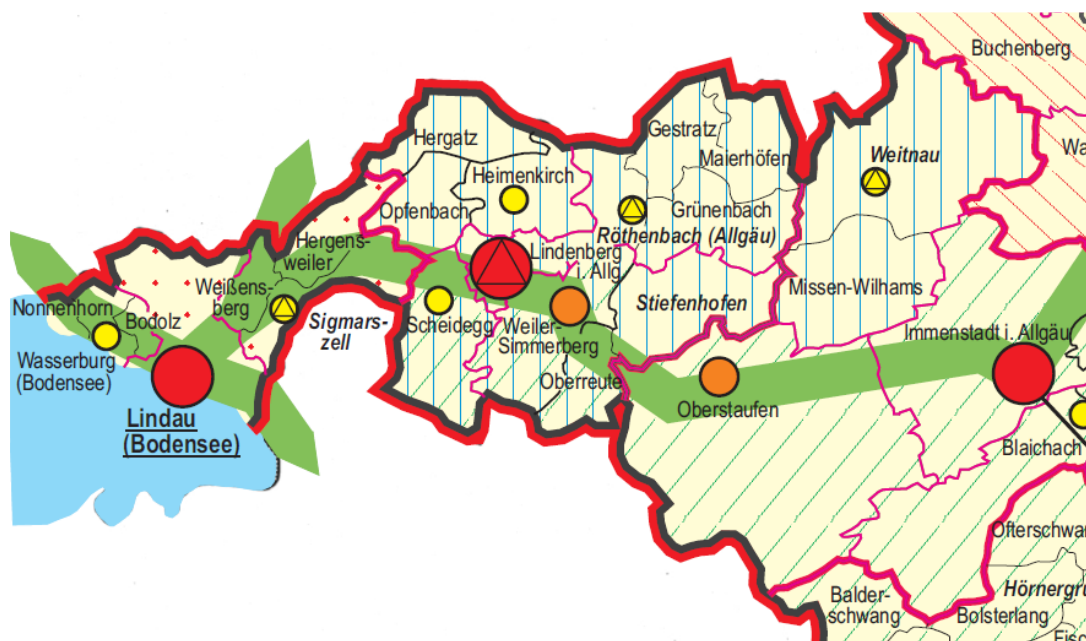 Buchenberg
Wa
Hergatz
Gestratz
Maierhöfen
Weitnau
Heimenkirch
Opfenbach
Grünenbach
Röthenbach (Allgäu)
Hergens-
weiler
Lindenberg
i. Allg
Weißens-
berg
Stiefenhofen
Missen-Wilhams
Nonnenhorn
Bodolz
Sigmars-
zell
Scheidegg
Weiler-
Simmerberg
Immenstadt i. Allgäu
Wasserburg
(Bodensee)
Oberreute
Oberstaufen
Lindau
(Bodensee)
Blaichach
Ofterschwa
Hörnergru
Balder-
schwang
Bolsterlang
Fisc